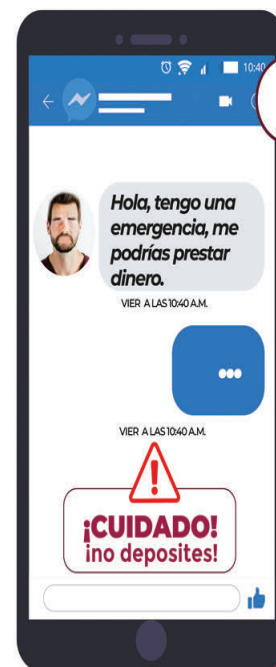 10:40
Hola, tengo una
emergencia, me
podrías prestar
dinero.
VIER A LAS 10:40 A.M.
VIER A LAS 10:40 A.M.
¡CUIDADO!
¡no deposites!